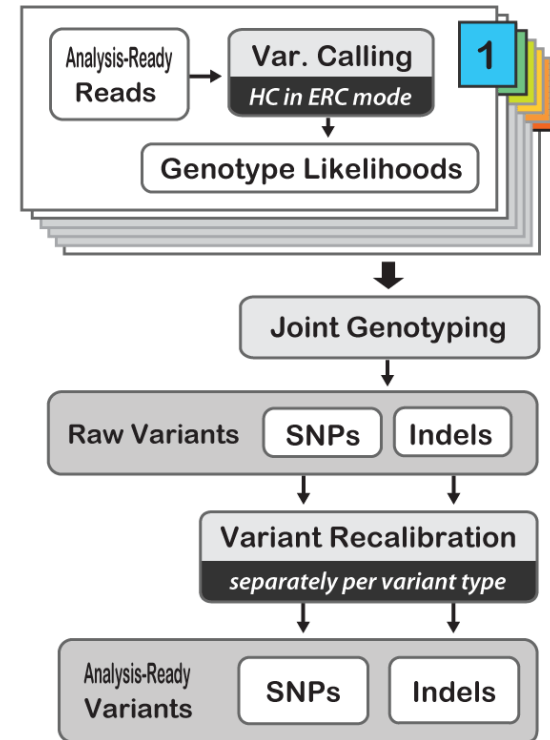 Analysis-Ready
Reads
Var. Calling
HC in ERC mode
1
Genotype Likelihoods
Joint Genotyping
Raw Variants
SNPs
Indels
Variant Recalibration
separately per variant type
Analysis-Ready
Variants
SNPs
Indels